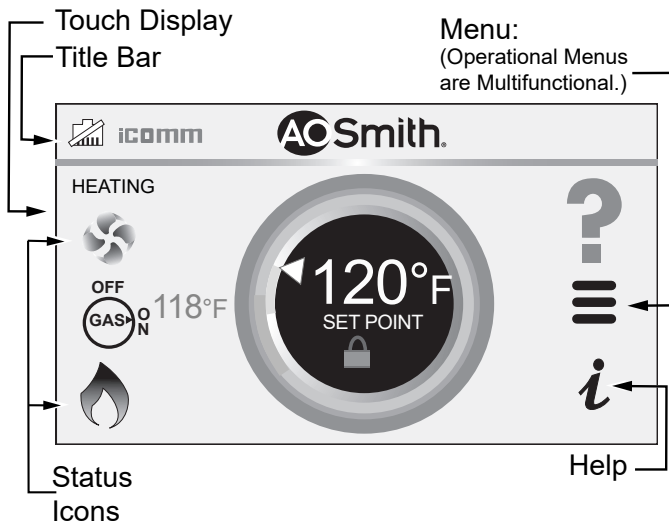 Touch Display
Title Bar
Menu:
(Operational Menus
are Multifunctional.)
icomm
AOSmith.
HEATING
?
OFF
GAS
ON
118°F
120°F
SET POINT
i
Help
Status
Icons